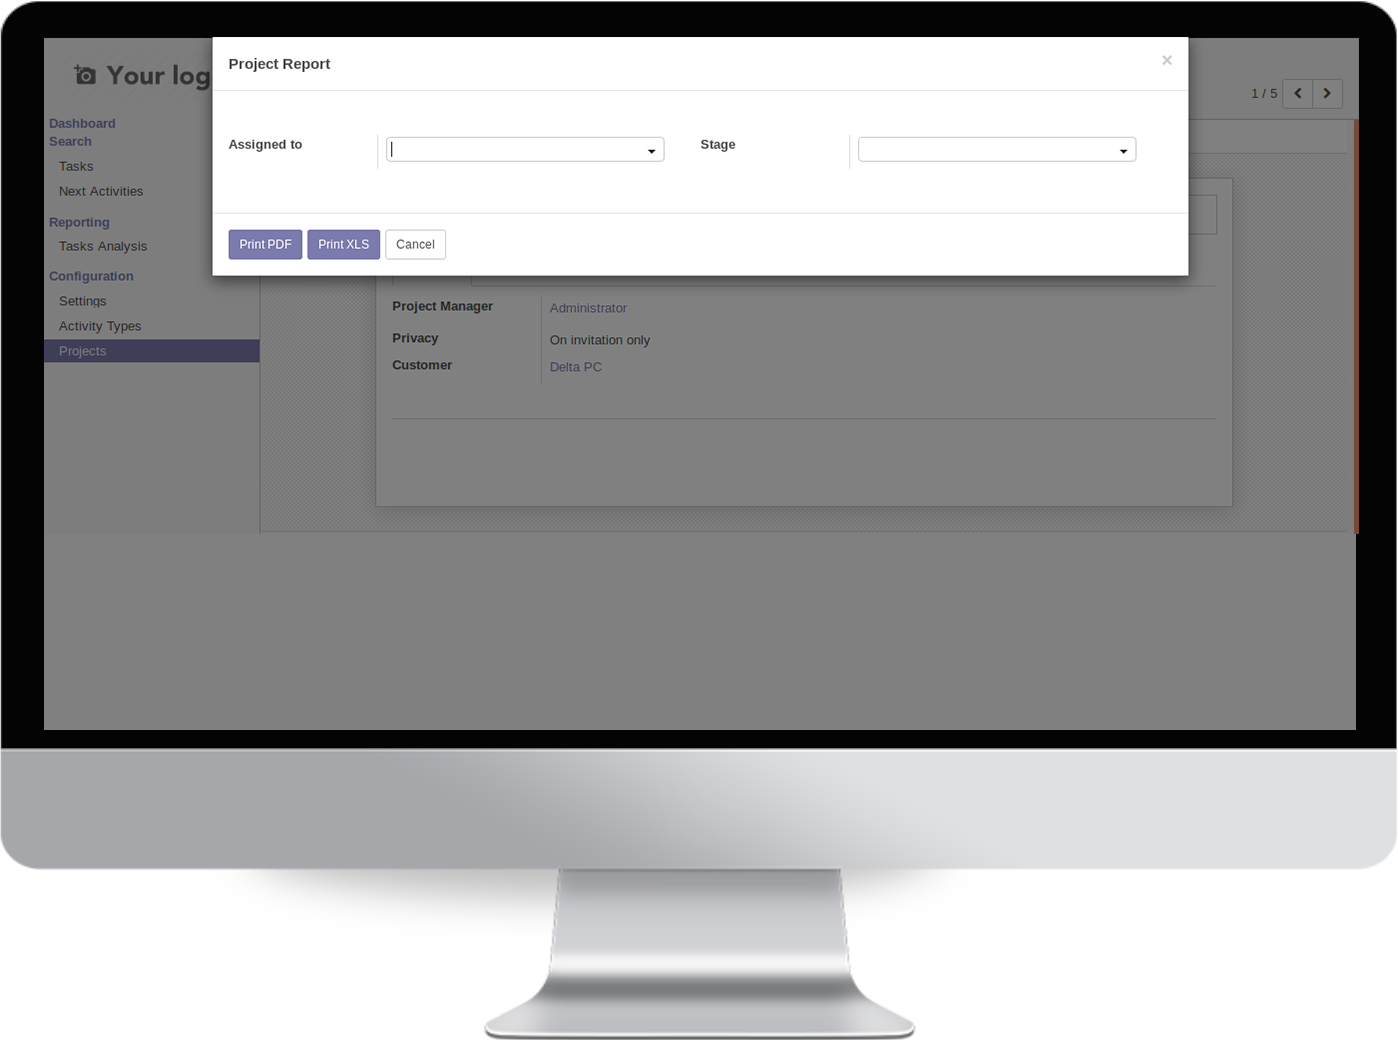 Your log
Project Report
×
1 / 5
Dashboard
Search
Tasks
Next Activities
Reporting
Tasks Analysis
Configuration
Settings
Activity Types
Projects
Assigned to
Stage
Print PDF
Print XLS
Cancel
Project Manager
Administrator
Privacy
On invitation only
Customer
Delta PC